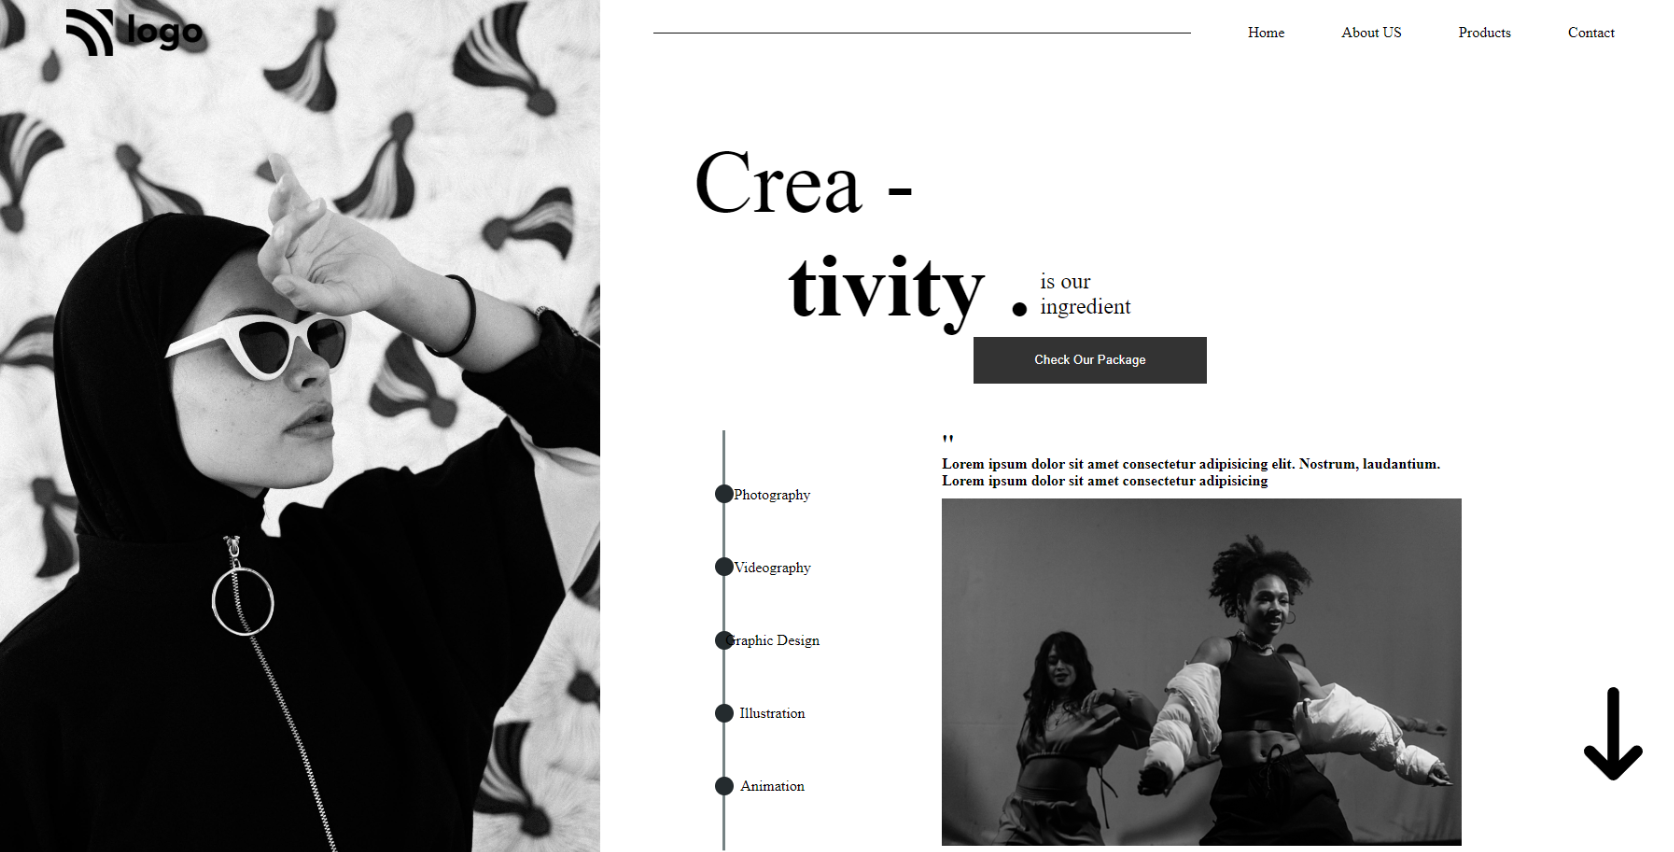 logo
Home About US Products Contact
Crea -
tivity .
is our
ingredient
Check Our Package
Photography
Videography
Graphic Design
Illustration
Animation
"
Lorem ipsum dolor sit amet consectetur adipisicing elit. Nostrum, laudantium.
Lorem ipsum dolor sit amet consectetur adipisicing